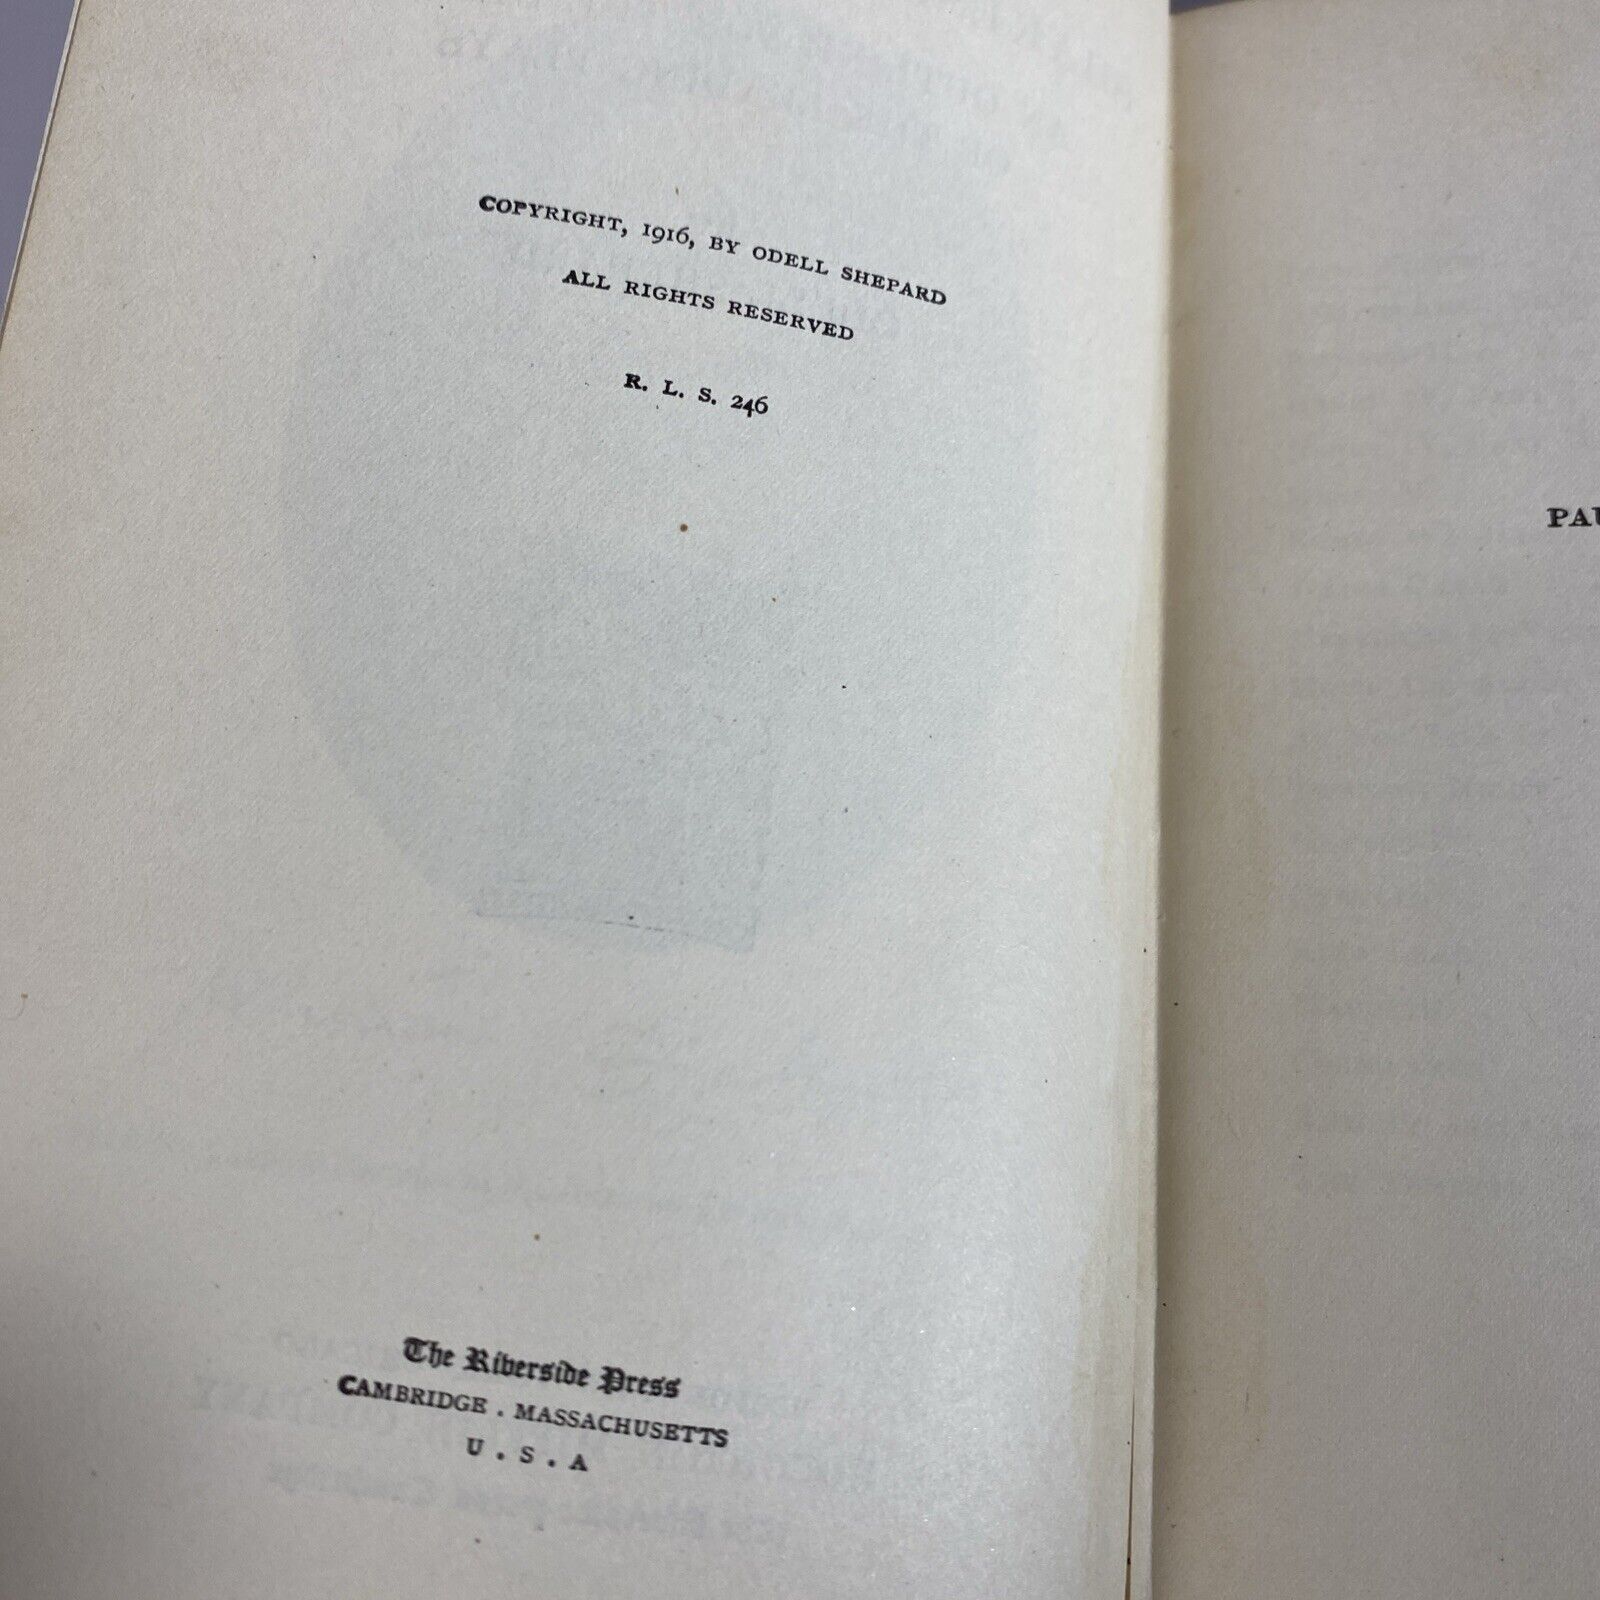 COPYRIGHT, 1916, BY ODELL SHEPARD
ALL RIGHTS RESERVED
R. L. S. 246
The Riverside Press
CAMBRIDGE . MASSACHUSETTS
U . S . A